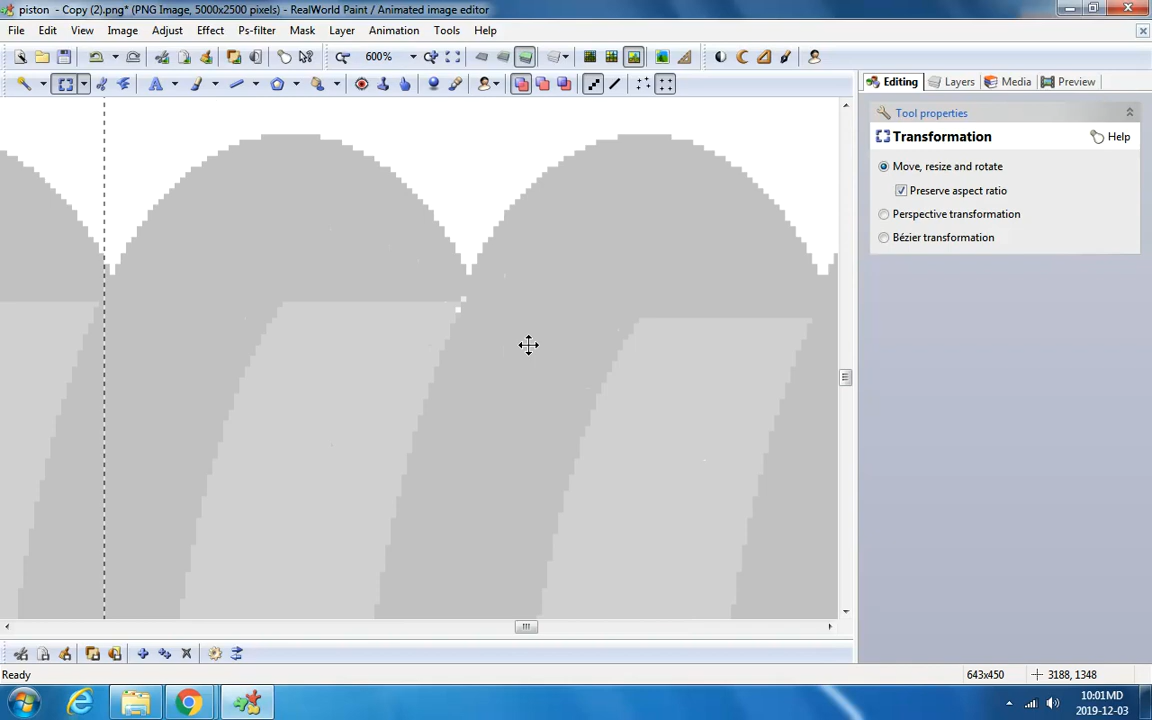 piston - Copy (2).png* (PNG Image, 5000x2500 pixels) - RealWorld Paint / Animated image editor
File Edit View Image Adjust Effect Ps-filter Mask Layer Animation Tools Help
600%
Editing Layers Media Preview
Tool properties
Transformation Help
Move, resize and rotate
Preserve aspect ratio
Perspective transformation
Bézier transformation
Ready 643x450 3188, 1348
10:01MD
2019-12-03